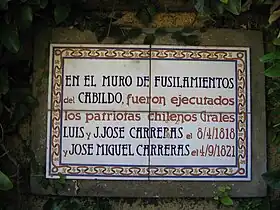 EN EL MURO DE FUSILAMIENTOS
del CABILDO, fueron ejecutados
los patriotas chilenos Grales
LUIS y J.JOSE CARRERAS el 8/4/1818
y JOSE MIGUEL CARRERAS el 4/9/1821